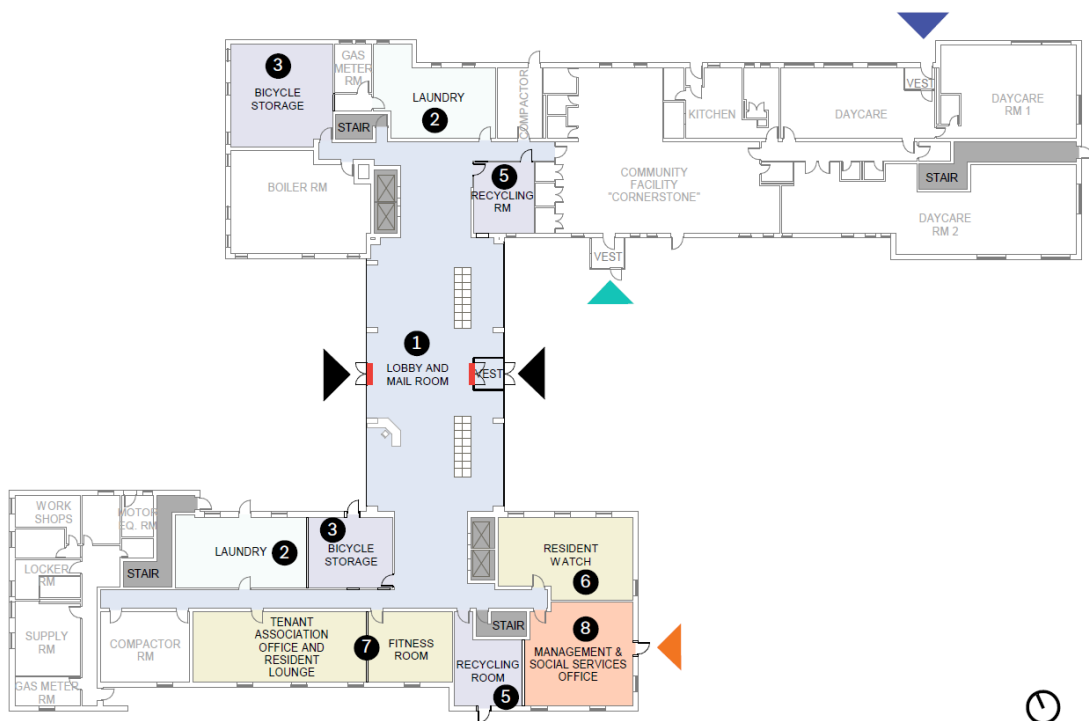 3
BICYCLE
STORAGE
GAS
METER
RM
STAIR
LAUNDRY
2
COMPACTOR
KITCHEN
DAYCARE
VEST
DAYCARE
RM 1
BOILER RM
5
RECYCLING
RM
COMMUNITY
FACILITY
"CORNERSTONE"
STAIR
DAYCARE
RM 2
VEST
1
LOBBY AND
MAIL ROOM
VEST
WORK
SHOPS
MOTOR
EQ. RM
LOCKER
RM
STAIR
LAUNDRY
2
3
BICYCLE
STORAGE
RESIDENT
WATCH
6
SUPPLY
RM
GAS METER
RM
COMPACTOR
RM
TENANT
ASSOCIATION
OFFICE AND
RESIDENT
LOUNGE
7
FITNESS
ROOM
STAIR
RECYCLING
ROOM
5
8
MANAGEMENT &
SOCIAL SERVICES
OFFICE